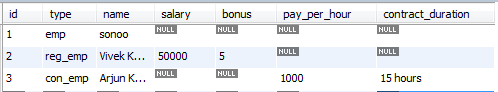 id type name salary bonus pay_per_hour contract_duration
1 emp sonoo NULL NULL NULL NULL
2 reg_emp Vivek K... 50000 5 NULL NULL
3 con_emp Arjun K... NULL NULL 1000 15 hours